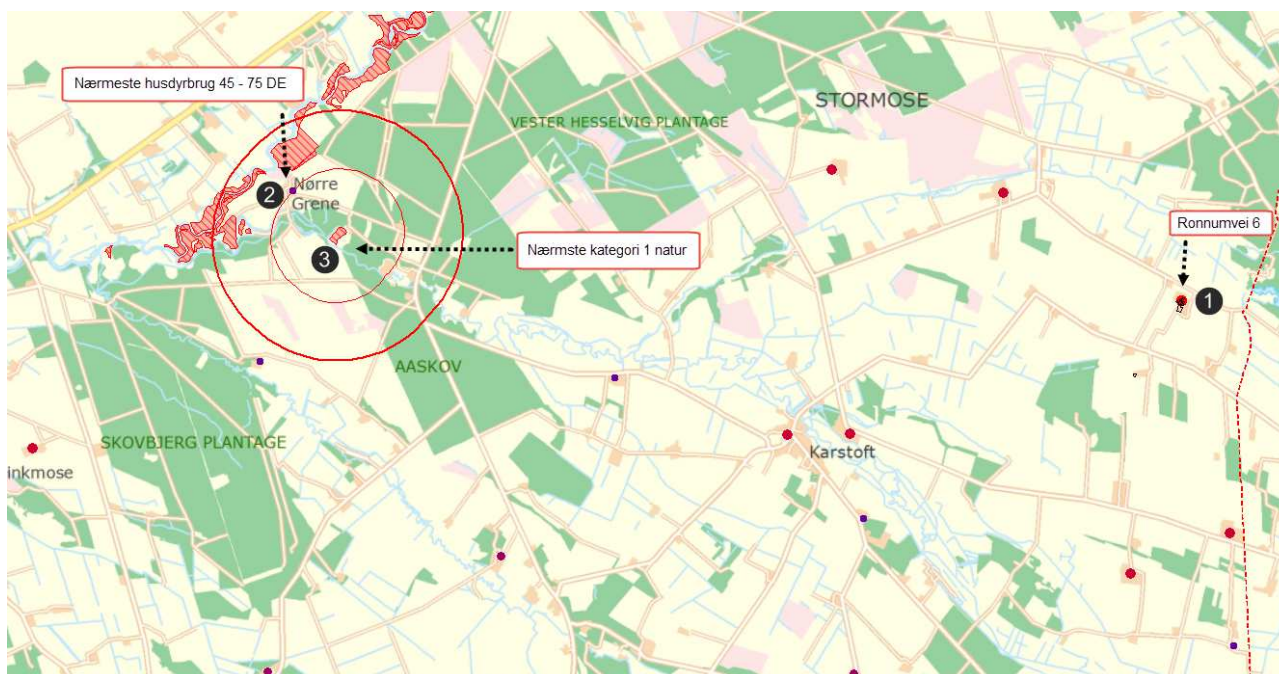 Nærmeste husdyrbrug 45 - 75 DE
STORMOSE
VESTER HESSELVIG PLANTAGE
2
Nørre
Grene
Ronnumvei 6
Nærmste kategori 1 natur
3
1
AASKOV
SKOVBJERG PLANTAGE
Karstoft
inkmose